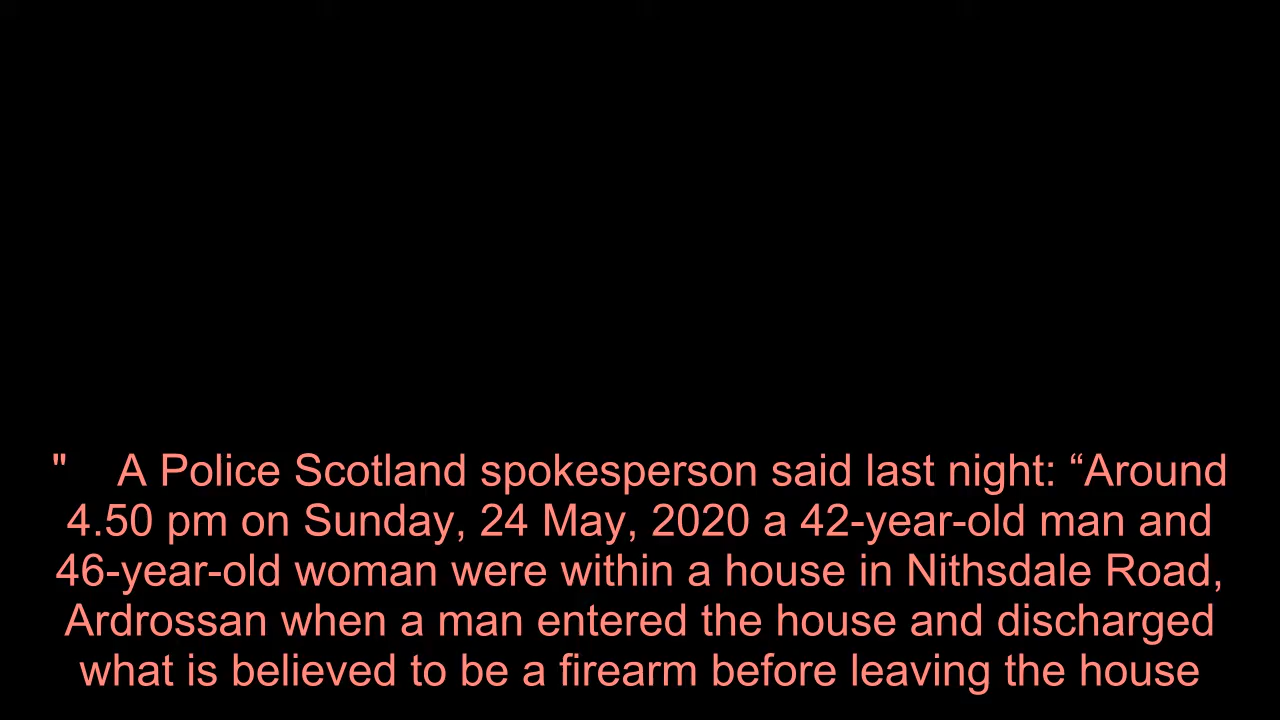 "    A Police Scotland spokesperson said last night: “Around
4.50 pm on Sunday, 24 May, 2020 a 42-year-old man and
46-year-old woman were within a house in Nithsdale Road,
Ardrossan when a man entered the house and discharged
what is believed to be a firearm before leaving the house